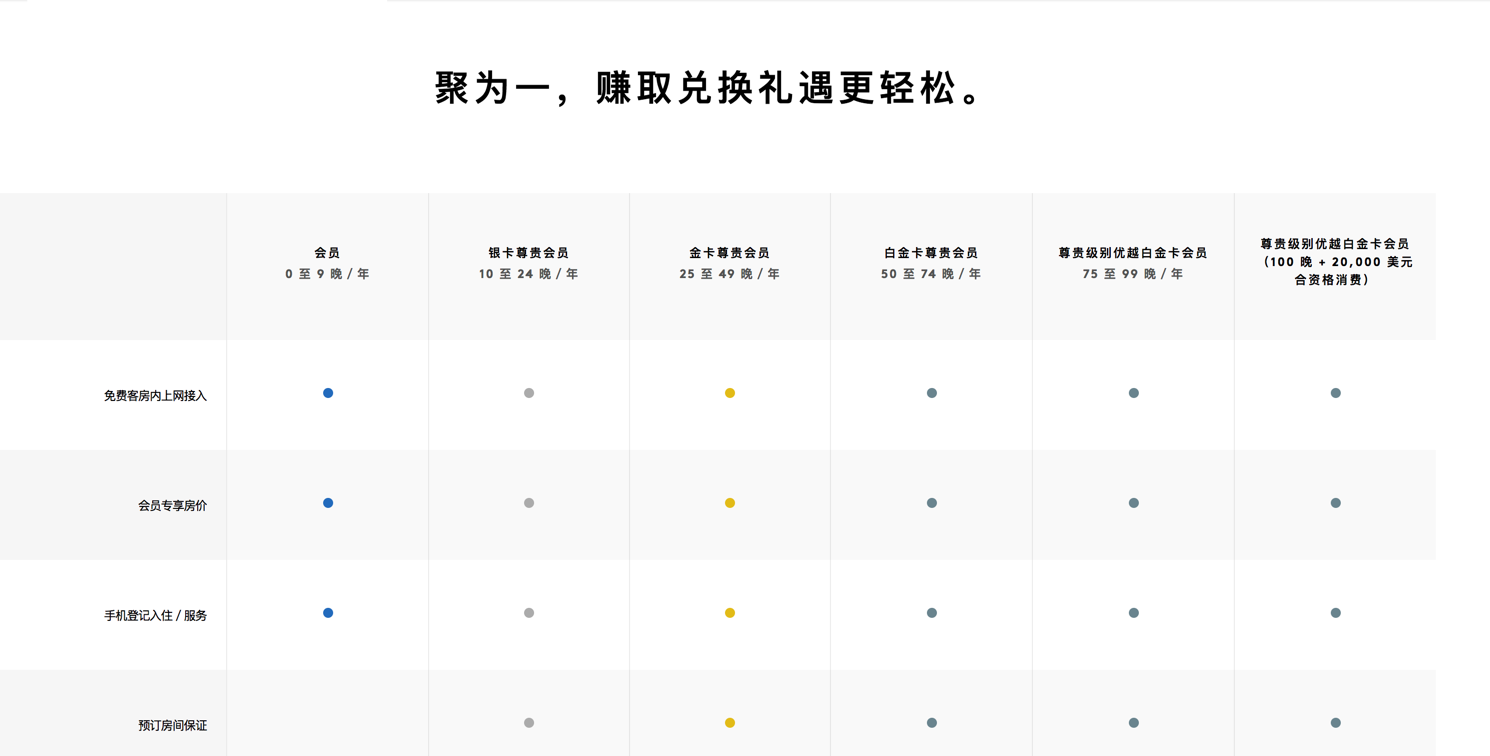 聚为一，赚取兑换礼遇更轻松。
会员
0 至 9 晚 / 年
银卡尊贵会员
10 至 24 晚 / 年
金卡尊贵会员
25 至 49 晚 / 年
白金卡尊贵会员
50 至 74 晚 / 年
尊贵级别优越白金卡会员
75 至 99 晚 / 年
尊贵级别优越白金卡会员
（100 晚 + 20,000 美元
合资格消费）
免费客房内上网接入
会员专享房价
手机登记入住 / 服务
预订房间保证